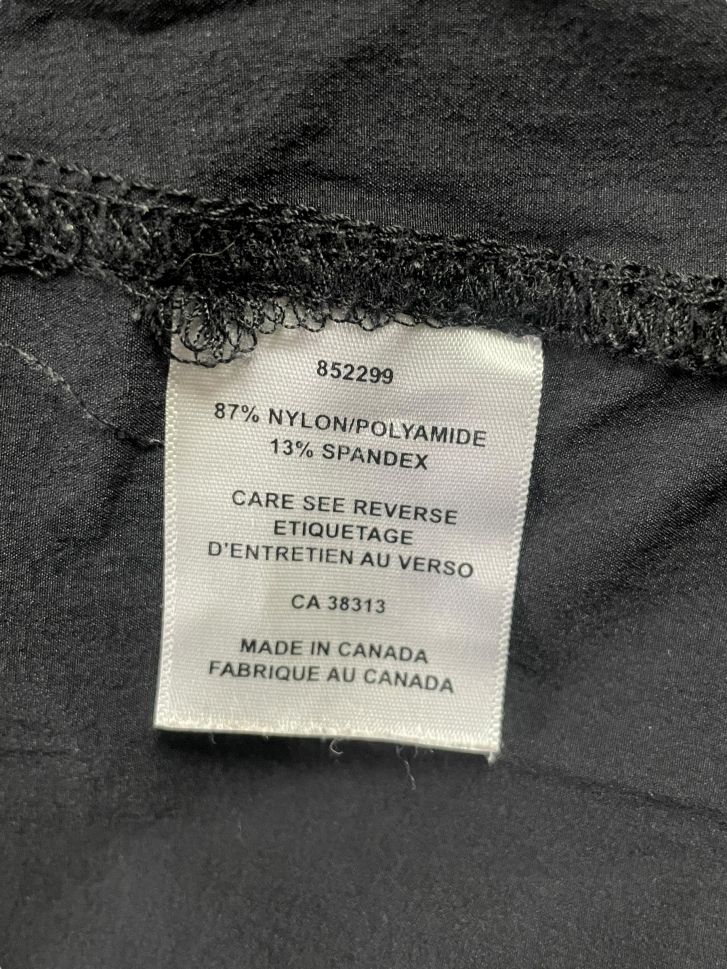 852299
87% NYLON/POLYAMIDE
13% SPANDEX
CARE SEE REVERSE
ETIQUETAGE
D'ENTRETIEN AU VERSO
CA 38313
MADE IN CANADA
FABRIQUE AU CANADA